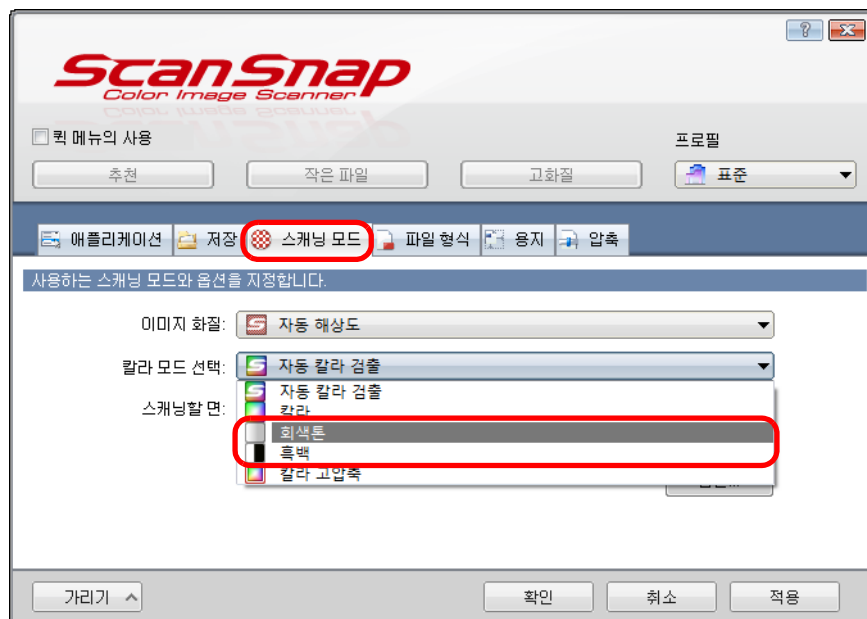 ScanSnap
Color Image Scanner
퀵 메뉴의 사용
프로필
추천
작은 파일
고화질
표준
애플리케이션
저장
스캐닝 모드
파일 형식
용지
압축
사용하는 스캐닝 모드와 옵션을 지정합니다.
이미지 화질:
자동 해상도
칼라 모드 선택:
자동 칼라 검출
스캐닝할 면:
자동 칼라 검출
칼라
회색톤
흑백
칼라 고압축
가리기
확인
취소
적용